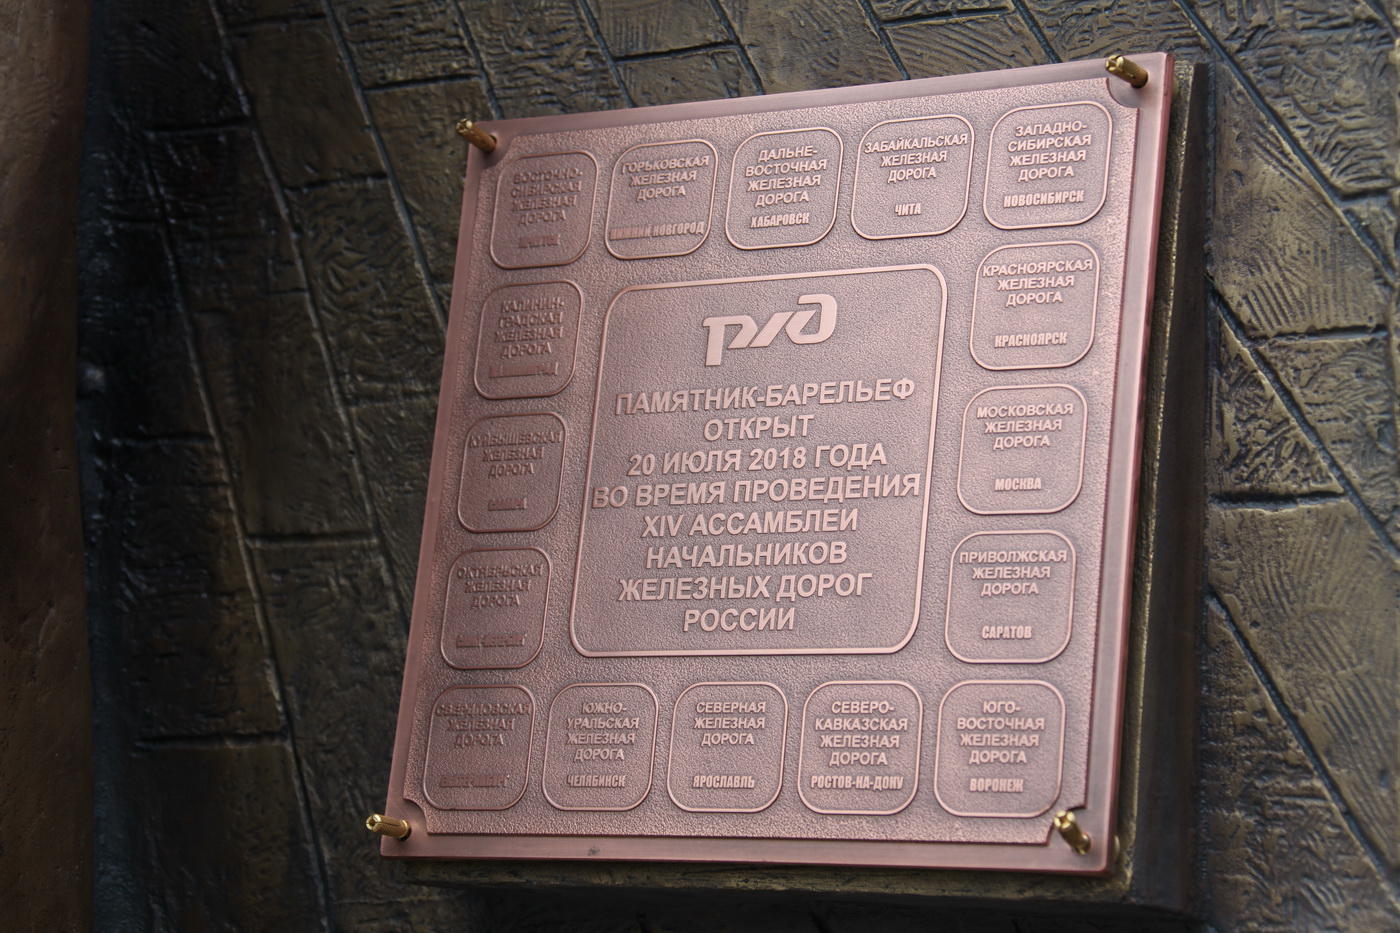 ВОСТОЧНО-
СИБИРСКАЯ
ЖЕЛЕЗНАЯ
ДОРОГА
ИРКУТСК
ГОРЬКОВСКАЯ
ЖЕЛЕЗНАЯ
ДОРОГА
НИЖНИЙ НОВГОРОД
ДАЛЬНЕ-
ВОСТОЧНАЯ
ЖЕЛЕЗНАЯ
ДОРОГА
ХАБАРОВСК
ЗАБАЙКАЛЬСКАЯ
ЖЕЛЕЗНАЯ
ДОРОГА
ЧИТА
ЗАПАДНО-
СИБИРСКАЯ
ЖЕЛЕЗНАЯ
ДОРОГА
НОВОСИБИРСК
КАЛИНИН-
ГРАДСКАЯ
ЖЕЛЕЗНАЯ
ДОРОГА
КАЛИНИНГРАД
КРАСНОЯРСКАЯ
ЖЕЛЕЗНАЯ
ДОРОГА
КРАСНОЯРСК
КУЙБЫШЕВСКАЯ
ЖЕЛЕЗНАЯ
ДОРОГА
САМАРА
МОСКОВСКАЯ
ЖЕЛЕЗНАЯ
ДОРОГА
МОСКВА
ОКТЯБРЬСКАЯ
ЖЕЛЕЗНАЯ
ДОРОГА
ПРИВОЛЖСКАЯ
ЖЕЛЕЗНАЯ
ДОРОГА
САРАТОВ
ржд
ПАМЯТНИК-БАРЕЛЬЕФ
ОТКРЫТ
20 ИЮЛЯ 2018 ГОДА
ВО ВРЕМЯ ПРОВЕДЕНИЯ
XIV АССАМБЛЕИ
НАЧАЛЬНИКОВ
ЖЕЛЕЗНЫХ ДОРОГ
РОССИИ
СВЕРДЛОВСКАЯ
ЖЕЛЕЗНАЯ
ДОРОГА
ЮЖНО-
УРАЛЬСКАЯ
ЖЕЛЕЗНАЯ
ДОРОГА
ЧЕЛЯБИНСК
СЕВЕРНАЯ
ЖЕЛЕЗНАЯ
ДОРОГА
ЯРОСЛАВЛЬ
СЕВЕРО-
КАВКАЗСКАЯ
ЖЕЛЕЗНАЯ
ДОРОГА
РОСТОВ-НА-ДОНУ
ЮГО-
ВОСТОЧНАЯ
ЖЕЛЕЗНАЯ
ДОРОГА
ВОРОНЕЖ